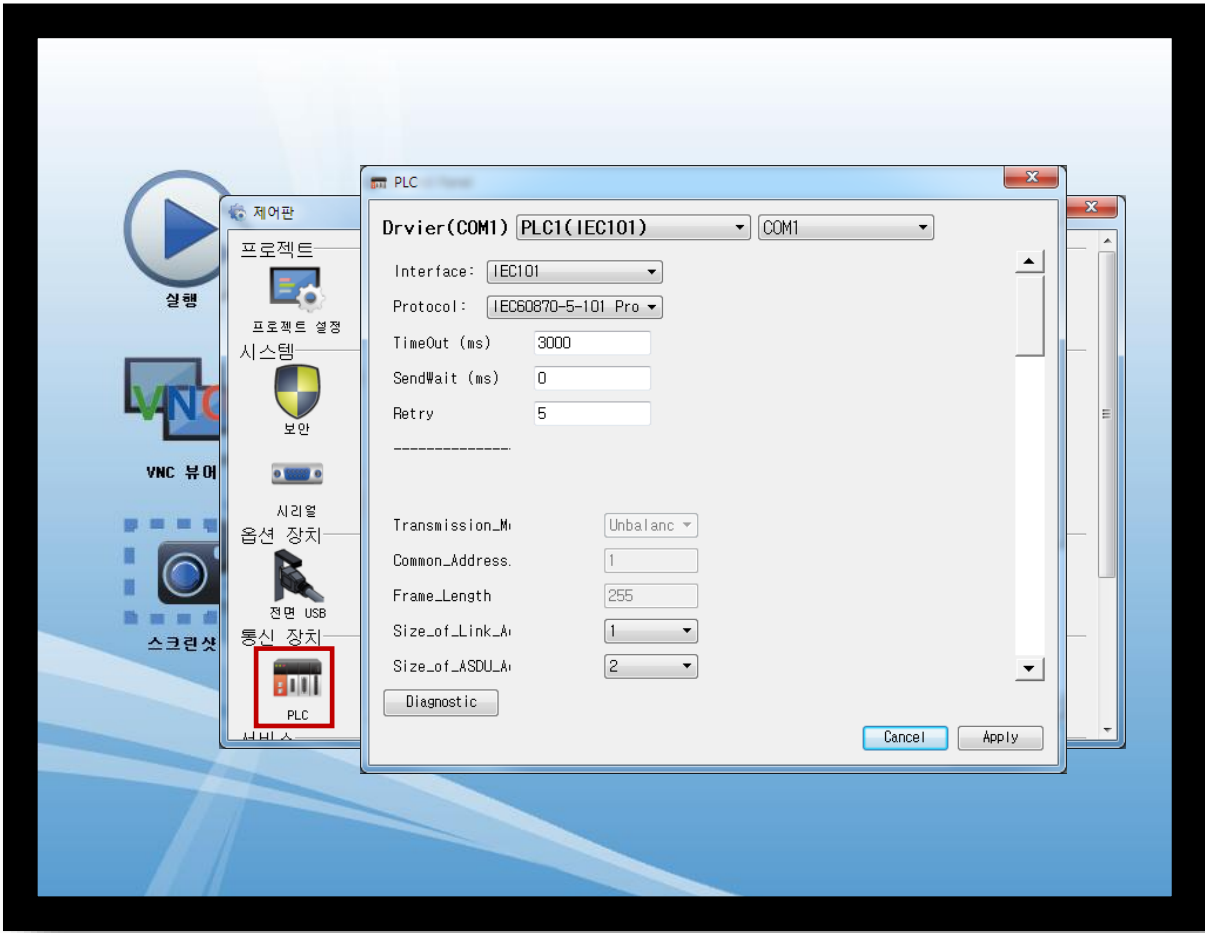 실행
VNC 뷰어
스크린샷
제어판
프로젝트
프로젝트 설정
시스템
보안
시리얼
옵션 장치
전면 USB
통신 장치
PLC
서비스
PLC
Drvier(COM1) PLC1(IEC101) COM1
Interface: IEC101
Protocol: IEC60870-5-101 Pro
TimeOut (ms) 3000
SendWait (ms) 0
Retry 5
---------------
Transmission_M Unbalanc
Common_Address. 1
Frame_Length 255
Size_of_Link_A 1
Size_of_ASDU_A 2
Diagnostic
Cancel Apply